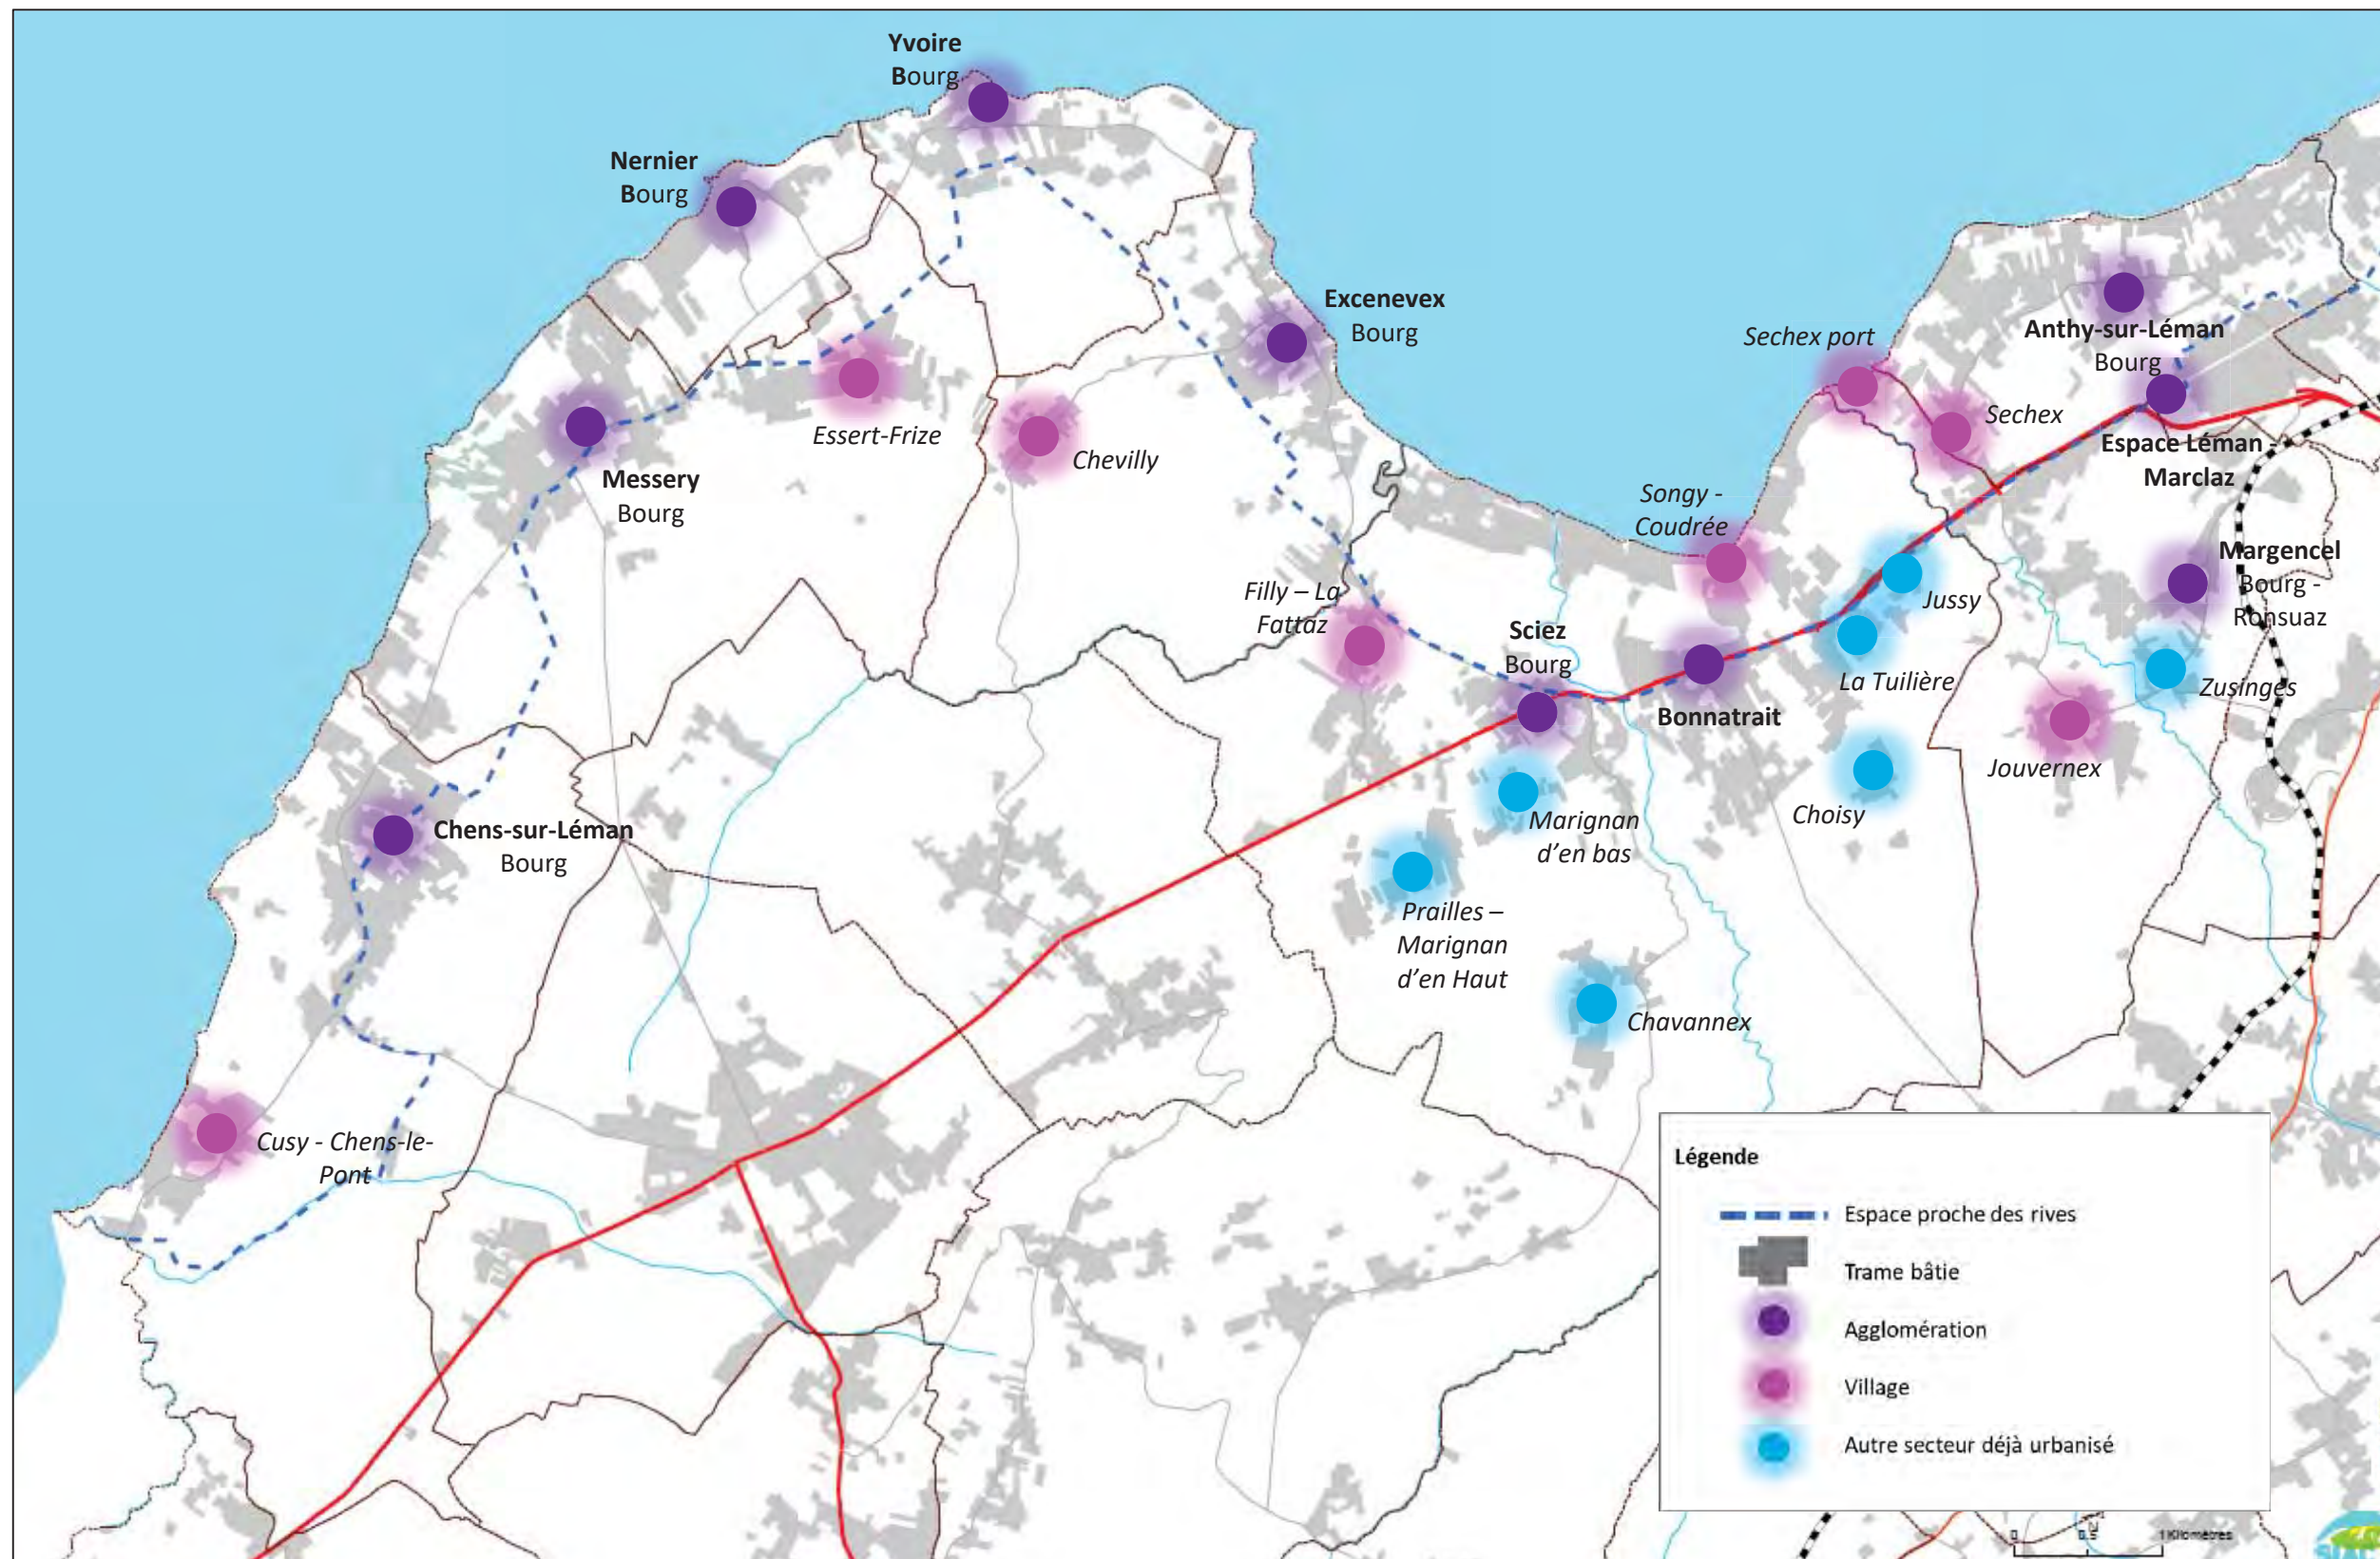 Yvoire
Bourg
Nernier
Bourg
Excenevex
Bourg
Sechex port
Anthy-sur-Léman
Bourg
Sechex
Essert-Frize
Chevilly
Espace Léman -
Marclaz
Messery
Bourg
Songy -
Coudrée
Margencel
Bourg -
Ronsuaz
Filly – La
Fattaz
Jussy
Sciez
Bourg
La Tuilière
Zusinges
Bonnatrait
Jouvernex
Choisy
Chens-sur-Léman
Bourg
Marignan
d'en bas
Prailles –
Marignan
d'en Haut
Chavannex
Cusy - Chens-le-
Pont
Légende
Espace proche des rives
Trame bâtie
Agglomération
Village
Autre secteur déjà urbanisé
0
1 Kilomètres